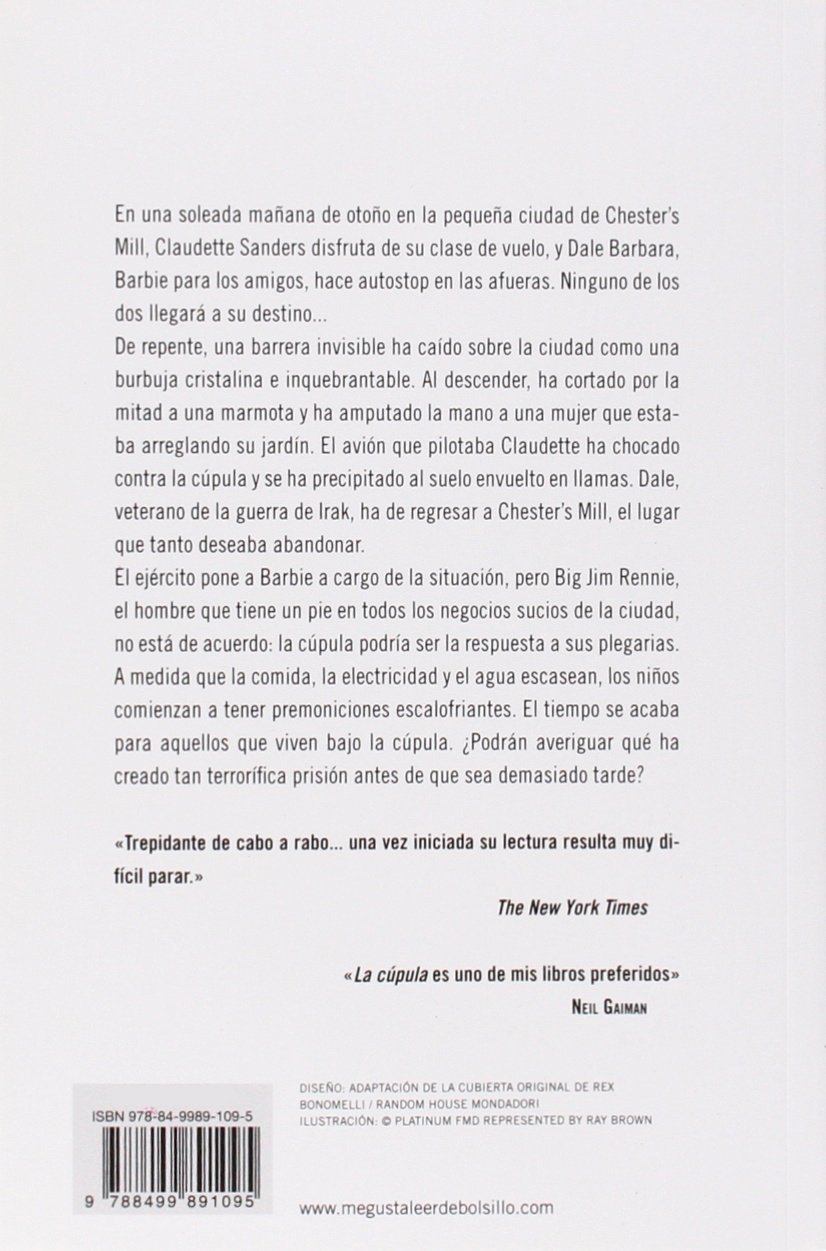 En una soleada mañana de otoño en la pequeña ciudad de Chester's
Mill, Claudette Sanders disfruta de su clase de vuelo, y Dale Barbara,
Barbie para los amigos, hace autostop en las afueras. Ninguno de los
dos llegará a su destino...
De repente, una barrera invisible ha caído sobre la ciudad como una
burbuja cristalina e inquebrantable. Al descender, ha cortado por la
mitad a una marmota y ha amputado la mano a una mujer que esta-
ba arreglando su jardín. El avión que pilotaba Claudette ha chocado
contra la cúpula y se ha precipitado al suelo envuelto en llamas. Dale,
veterano de la guerra de Irak, ha de regresar a Chester's Mill, el lugar
que tanto deseaba abandonar.
El ejército pone a Barbie a cargo de la situación, pero Big Jim Rennie,
el hombre que tiene un pie en todos los negocios sucios de la ciudad,
no está de acuerdo: la cúpula podría ser la respuesta a sus plegarias.
A medida que la comida, la electricidad y el agua escasean, los niños
comienzan a tener premoniciones escalofriantes. El tiempo se acaba
para aquellos que viven bajo la cúpula. ¿Podrán averiguar qué ha
creado tan terrorífica prisión antes de que sea demasiado tarde?
«Trepidante de cabo a rabo... una vez iniciada su lectura resulta muy di-
fícil parar.»
The New York Times
«La cúpula es uno de mis libros preferidos»
NEIL GAIMAN
DISEÑO: ADAPTACIÓN DE LA CUBIERTA ORIGINAL DE REX
BONOMELLI / RANDOM HOUSE MONDADORI
ILUSTRACIÓN: © PLATINUM FMD REPRESENTED BY RAY BROWN
ISBN 978-84-9989-109-5
9 788499 891095
www.megustaleerdebolsillo.com